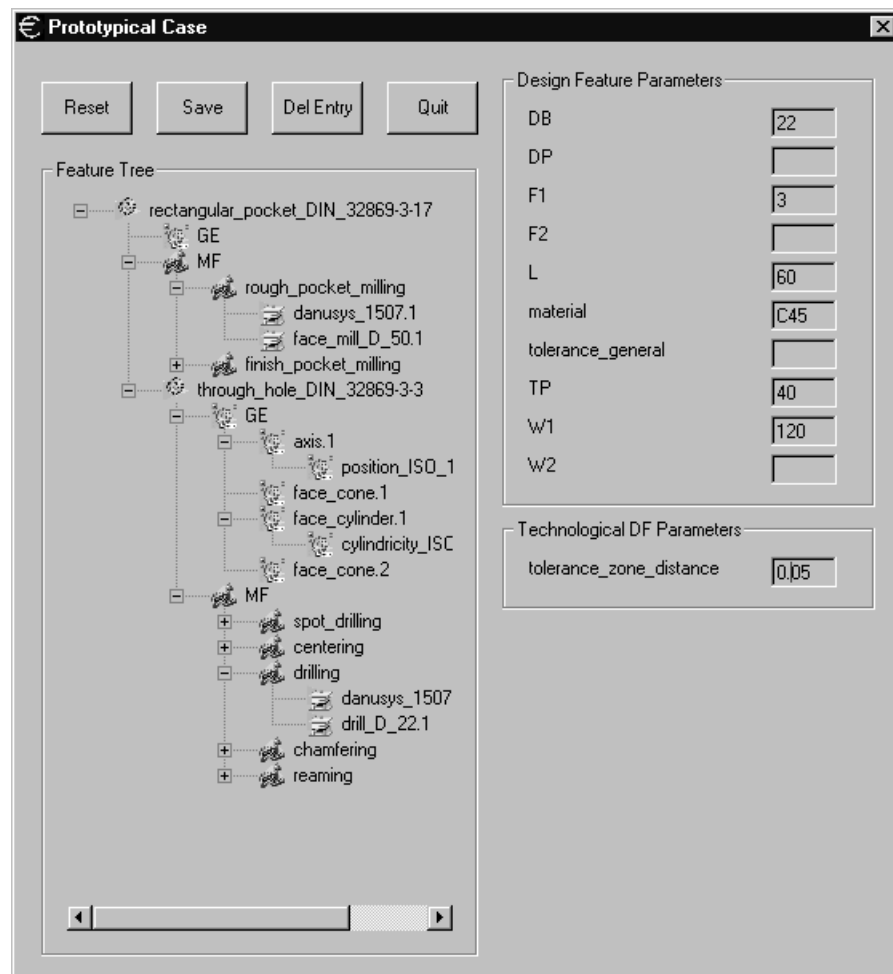 Prototypical Case
Reset
Save
Del Entry
Quit
Feature Tree
rectangular_pocket_DIN_32869-3-17
GE
MF
rough_pocket_milling
danusys_1507.1
face_mill_D_50.1
finish_pocket_milling
through_hole_DIN_32869-3-3
GE
axis.1
position_ISO_1
face_cone.1
face_cylinder.1
cylindricity_ISC
face_cone.2
MF
spot_drilling
centering
drilling
danusys_1507
drill_D_22.1
chamfering
reaming
Design Feature Parameters
DB 22
DP
F1 3
F2
L 60
material C45
tolerance_general
TP 40
W1 120
W2
Technological DF Parameters
tolerance_zone_distance 0.05